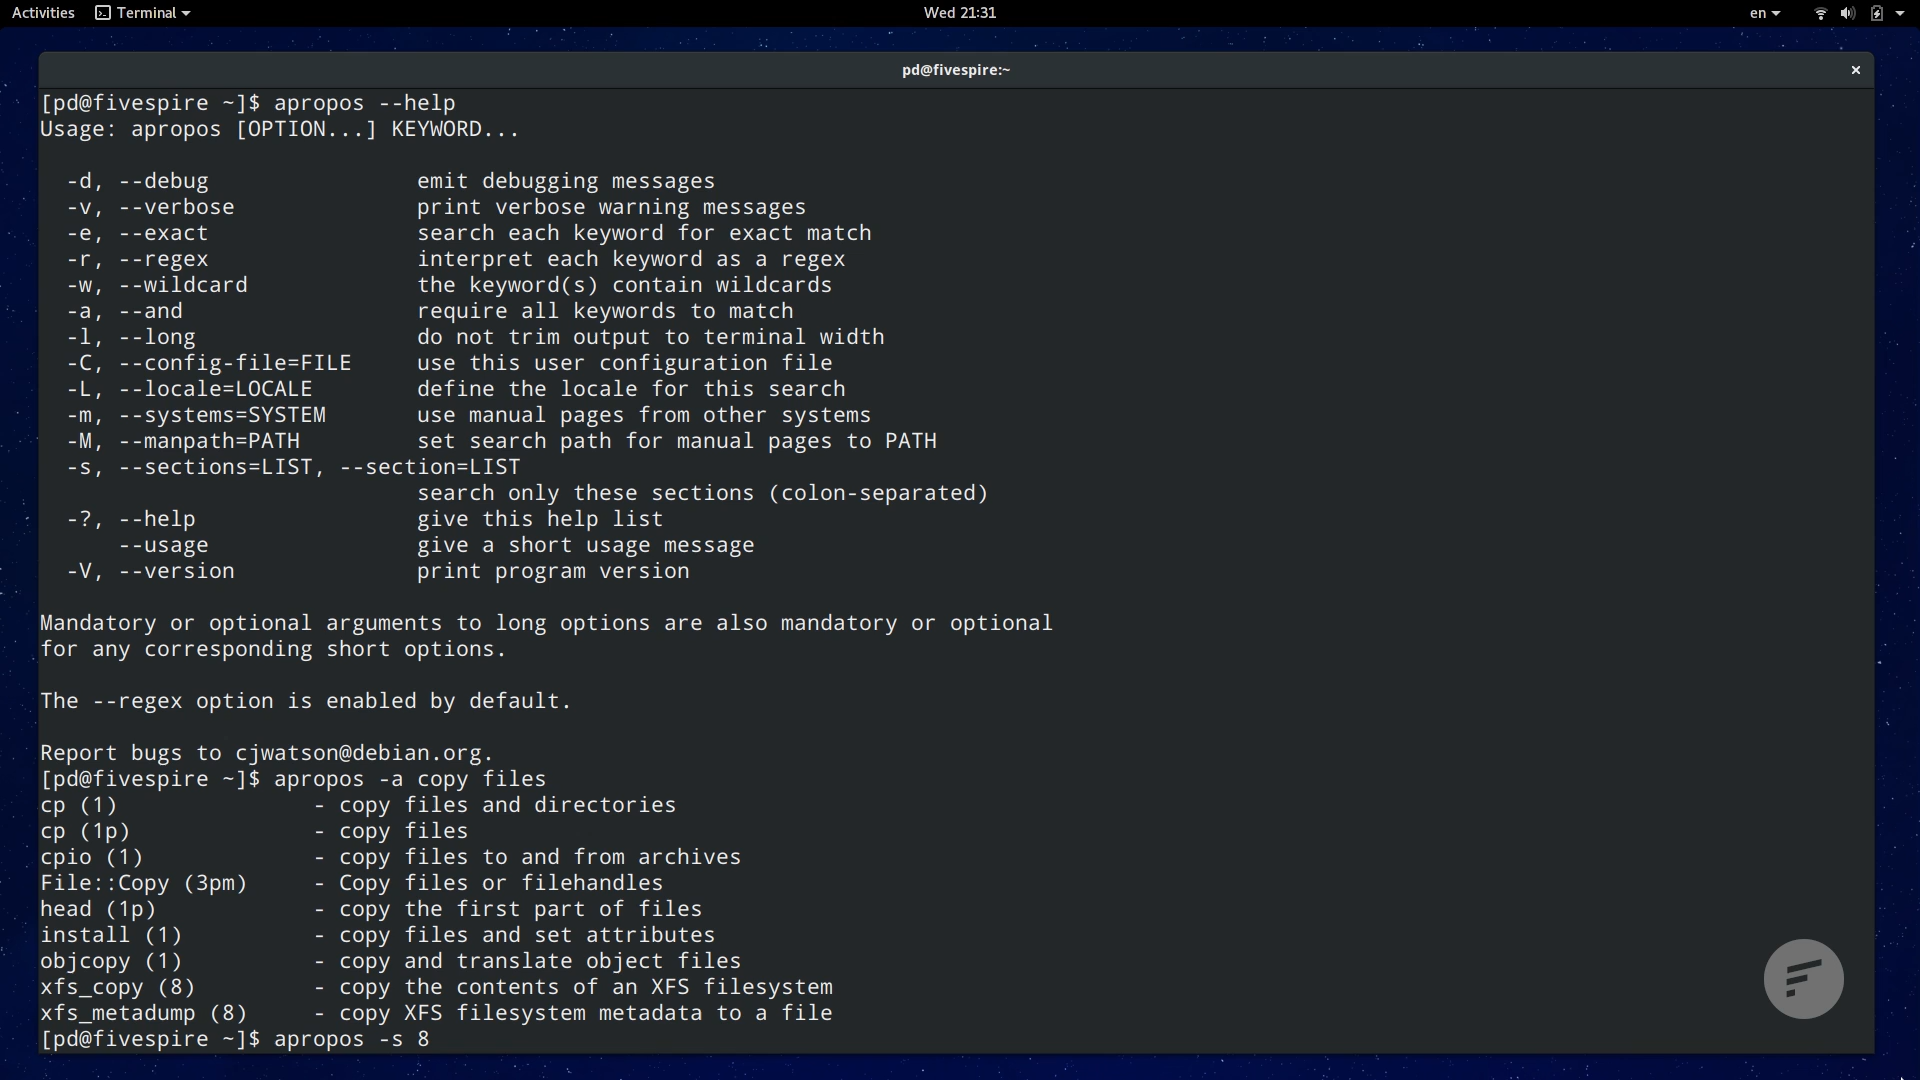 Activities Terminal Wed 21:31 en
pd@fivespire:~
[pd@fivespire ~]$ apropos --help
Usage: apropos [OPTION...] KEYWORD...
-d, --debug emit debugging messages
-v, --verbose print verbose warning messages
-e, --exact search each keyword for exact match
-r, --regex interpret each keyword as a regex
-w, --wildcard the keyword(s) contain wildcards
-a, --and require all keywords to match
-l, --long do not trim output to terminal width
-C, --config-file=FILE use this user configuration file
-L, --locale=LOCALE define the locale for this search
-m, --systems=SYSTEM use manual pages from other systems
-M, --manpath=PATH set search path for manual pages to PATH
-s, --sections=LIST, --section=LIST
search only these sections (colon-separated)
-?, --help give this help list
--usage give a short usage message
-V, --version print program version
Mandatory or optional arguments to long options are also mandatory or optional
for any corresponding short options.
The --regex option is enabled by default.
Report bugs to cjwatson@debian.org.
[pd@fivespire ~]$ apropos -a copy files
cp (1) - copy files and directories
cp (1p) - copy files
cpio (1) - copy files to and from archives
File::Copy (3pm) - Copy files or filehandles
head (1p) - copy the first part of files
install (1) - copy files and set attributes
objcopy (1) - copy and translate object files
xfs_copy (8) - copy the contents of an XFS filesystem
xfs_metadump (8) - copy XFS filesystem metadata to a file
[pd@fivespire ~]$ apropos -s 8